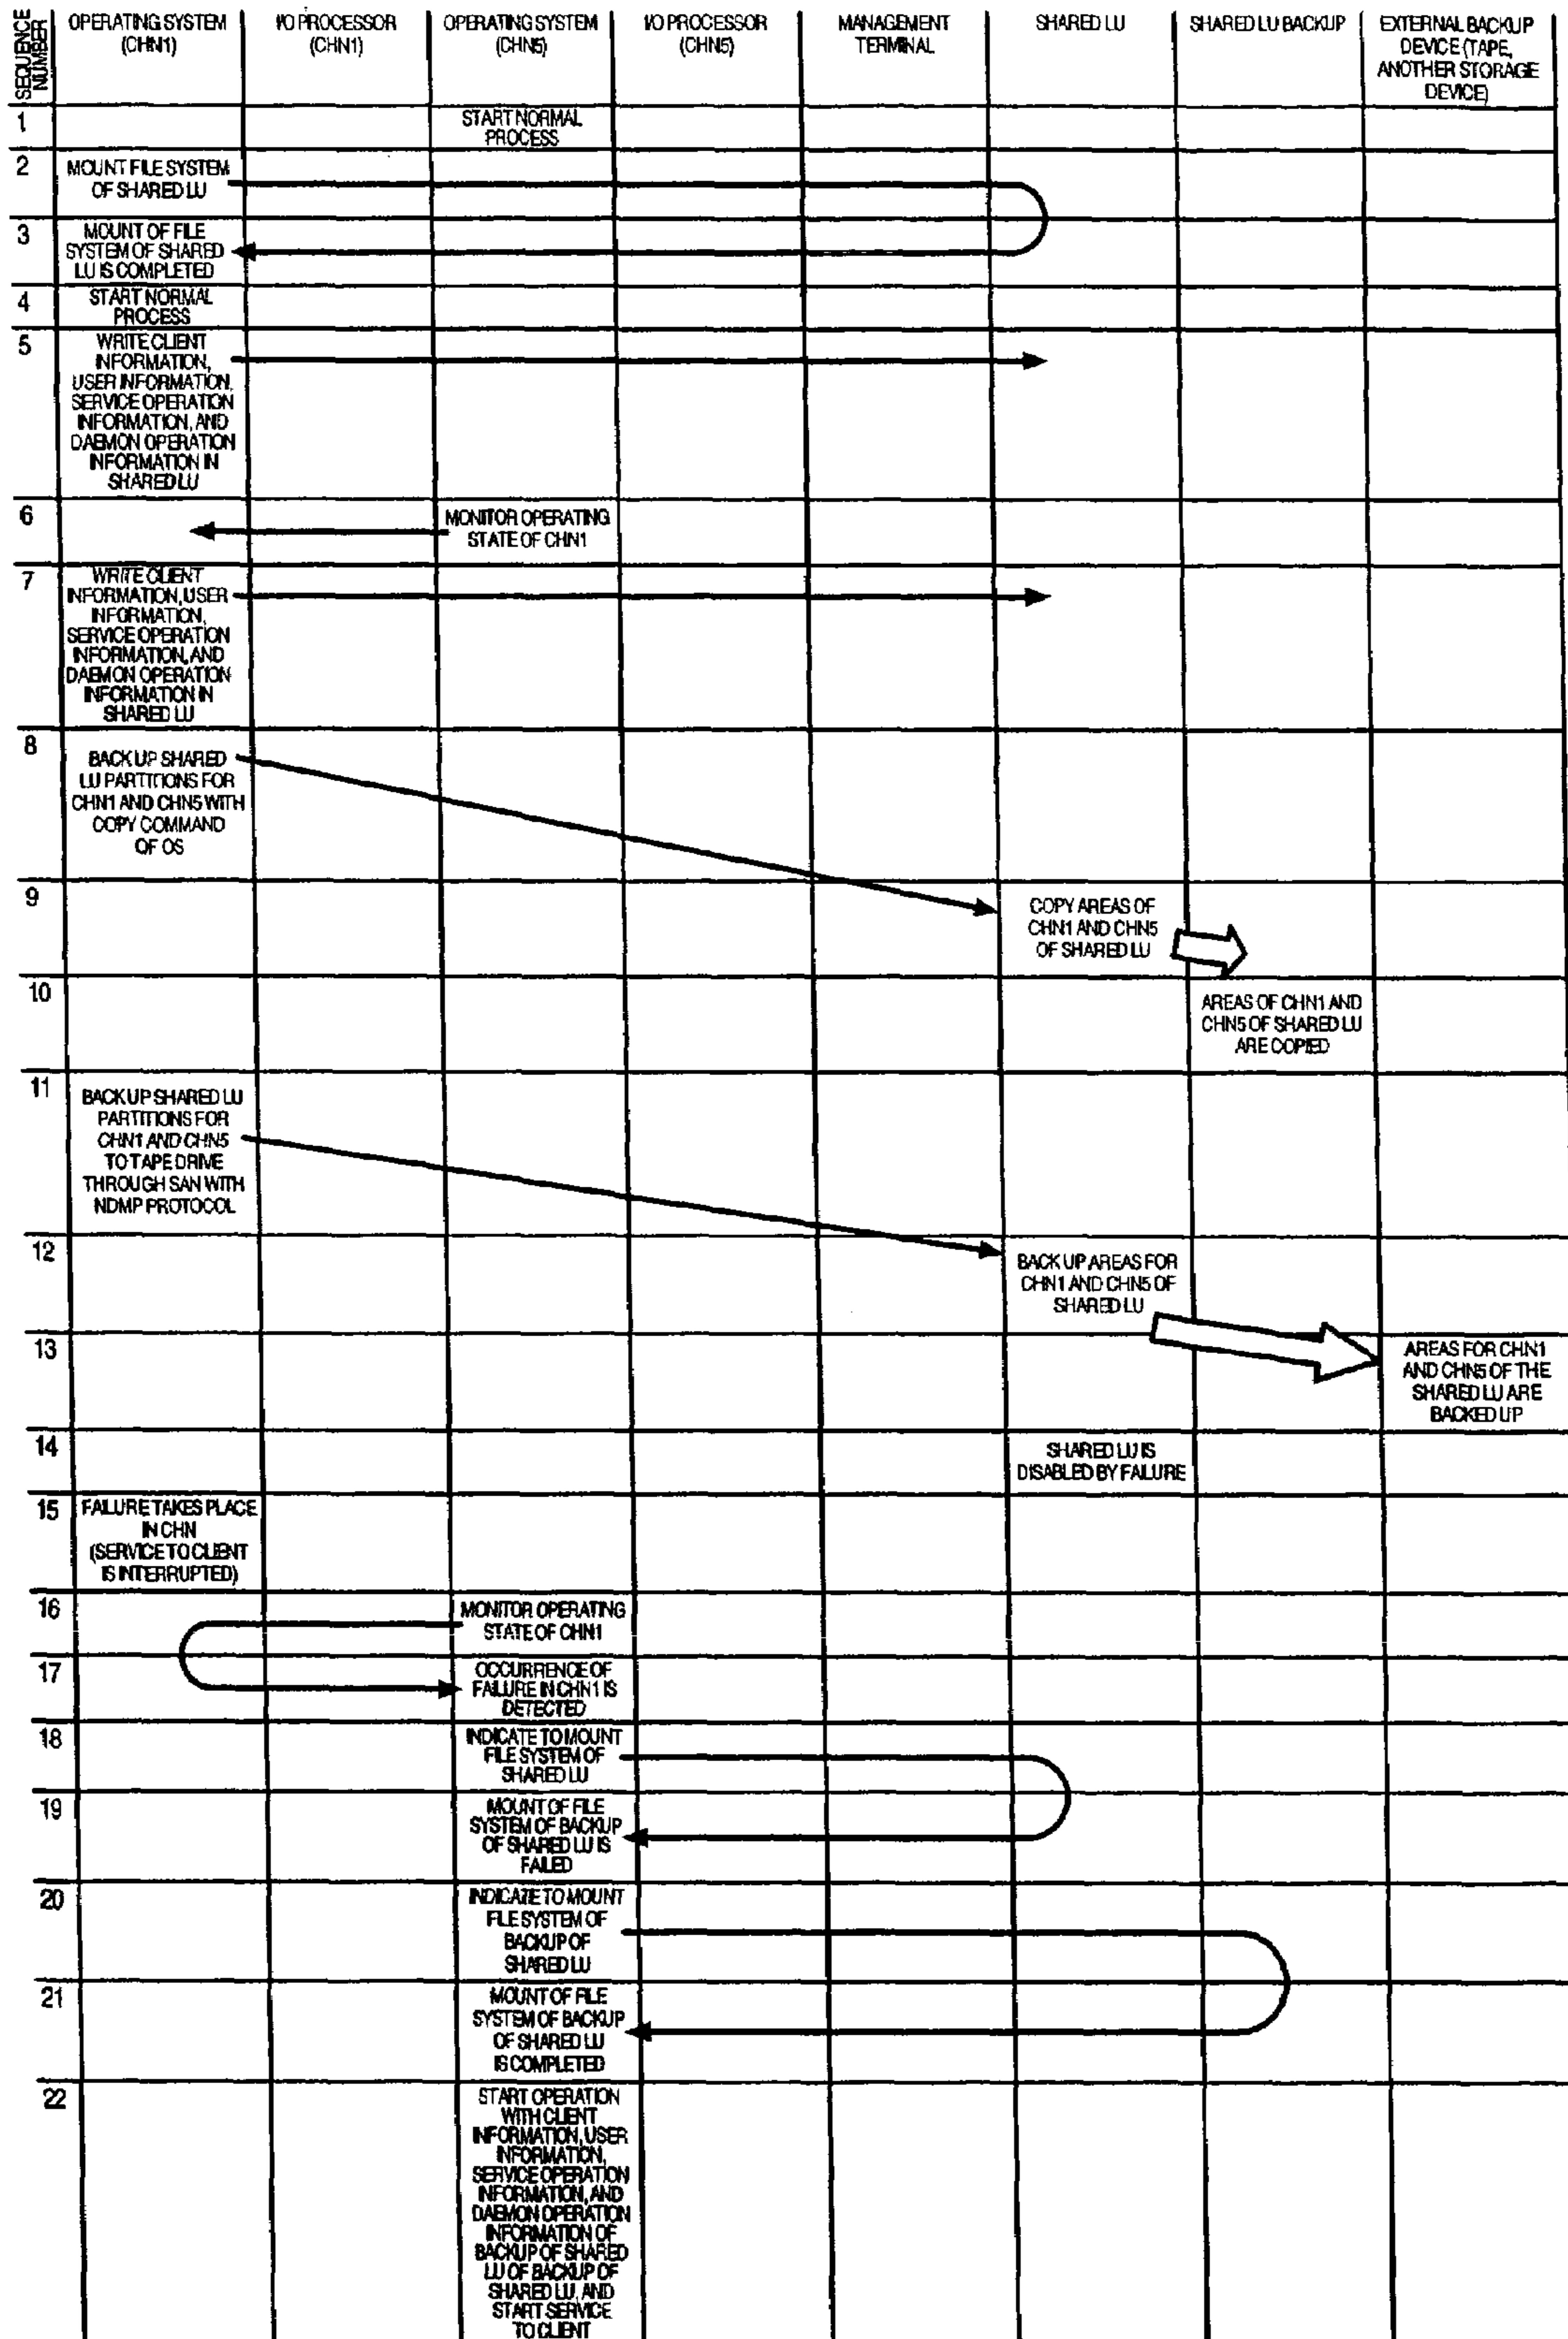 SEQUENCE
NUMBER
OPERATING SYSTEM
(CHN1)
I/O PROCESSOR
(CHN1)
OPERATING SYSTEM
(CHN5)
I/O PROCESSOR
(CHN5)
MANAGEMENT
TERMINAL
SHARED LU
SHARED LU BACKUP
EXTERNAL BACKUP
DEVICE (TAPE,
ANOTHER STORAGE
DEVICE)
1
START NORMAL
PROCESS
2
MOUNT FILE SYSTEM
OF SHARED LU
3
MOUNT OF FILE
SYSTEM OF SHARED
LU IS COMPLETED
4
START NORMAL
PROCESS
5
WRITE CLIENT
INFORMATION,
USER INFORMATION,
SERVICE OPERATION
INFORMATION, AND
DAEMON OPERATION
INFORMATION IN
SHARED LU
6
MONITOR OPERATING
STATE OF CHN1
7
WRITE CLIENT
INFORMATION, USER
INFORMATION,
SERVICE OPERATION
INFORMATION, AND
DAEMON OPERATION
INFORMATION IN
SHARED LU
8
BACK UP SHARED
LU PARTITIONS FOR
CHN1 AND CHN5 WITH
COPY COMMAND
OF OS
9
COPY AREAS OF
CHN1 AND CHN5
OF SHARED LU
10
AREAS OF CHN1 AND
CHN5 OF SHARED LU
ARE COPIED
11
BACK UP SHARED LU
PARTITIONS FOR
CHN1 AND CHN5
TO TAPE DRIVE
THROUGH SAN WITH
NDMP PROTOCOL
12
BACK UP AREAS FOR
CHN1 AND CHN5 OF
SHARED LU
13
AREAS FOR CHN1
AND CHN5 OF THE
SHARED LU ARE
BACKED UP
14
SHARED LU IS
DISABLED BY FAILURE
15
FAILURE TAKES PLACE
IN CHN
(SERVICE TO CLIENT
IS INTERRUPTED)
16
MONITOR OPERATING
STATE OF CHN1
17
OCCURRENCE OF
FAILURE IN CHN1 IS
DETECTED
18
INDICATE TO MOUNT
FILE SYSTEM OF
SHARED LU
19
MOUNT OF FILE
SYSTEM OF BACKUP
OF SHARED LU IS
FAILED
20
INDICATE TO MOUNT
FILE SYSTEM OF
BACKUP OF
SHARED LU
21
MOUNT OF FILE
SYSTEM OF BACKUP
OF SHARED LU
IS COMPLETED
22
START OPERATION
WITH CLIENT
INFORMATION, USER
INFORMATION,
SERVICE OPERATION
INFORMATION, AND
DAEMON OPERATION
INFORMATION OF
BACKUP OF SHARED
LU OF BACKUP OF
SHARED LU, AND
START SERVICE
TO CLIENT